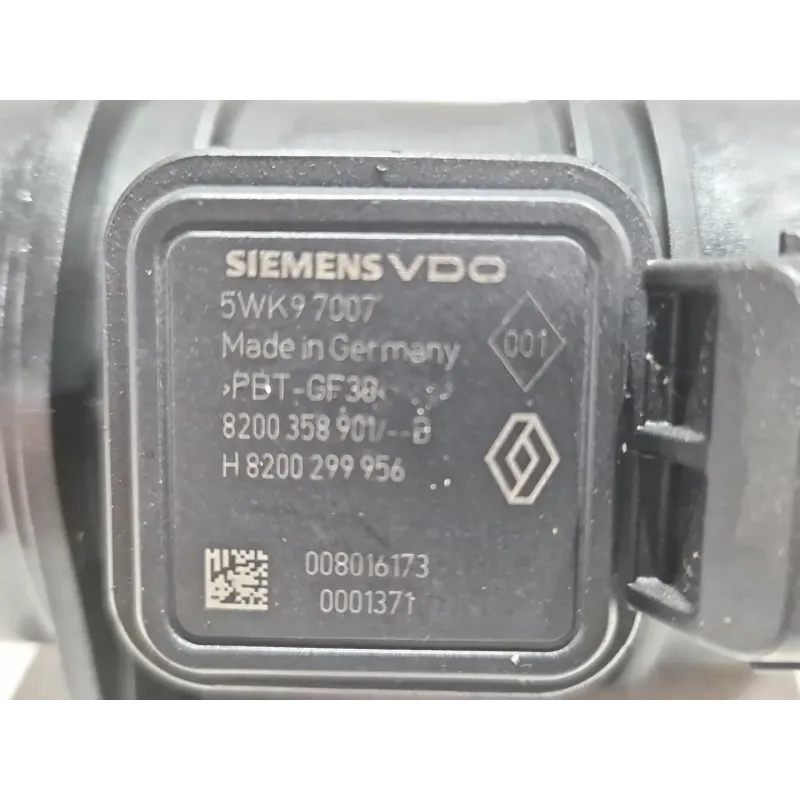 SIEMENS VDO
5WK9 7007
Made in Germany
001
>PBT-GF30<
8200 358 901/--B
H 8200 299 956
008016173
0001371